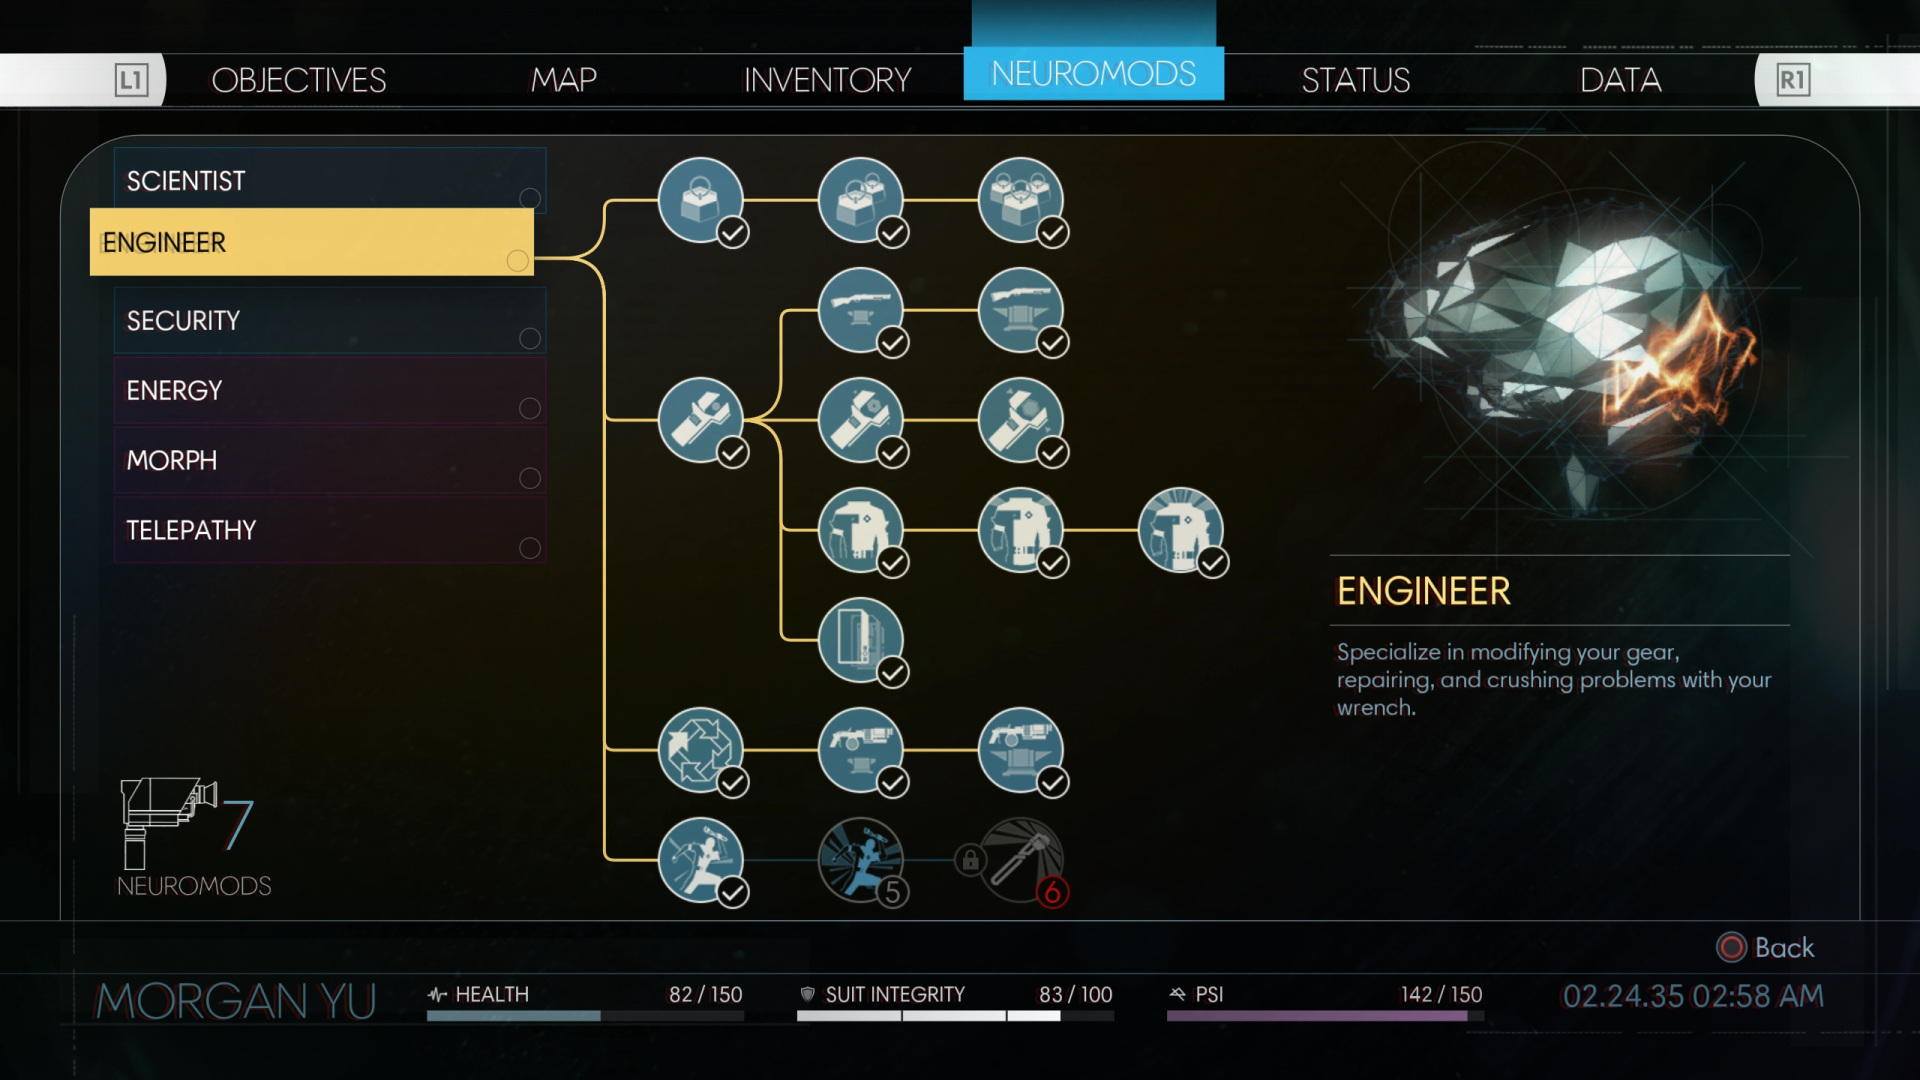 L1
OBJECTIVES
MAP
INVENTORY
NEUROMODS
STATUS
DATA
R1
SCIENTIST
ENGINEER
SECURITY
ENERGY
MORPH
TELEPATHY
5
6
ENGINEER
Specialize in modifying your gear,
repairing, and crushing problems with your
wrench.
7
NEUROMODS
Back
MORGAN YU
HEALTH 82 / 150
SUIT INTEGRITY 83 / 100
PSI 142 / 150
02.24.35 02:58 AM